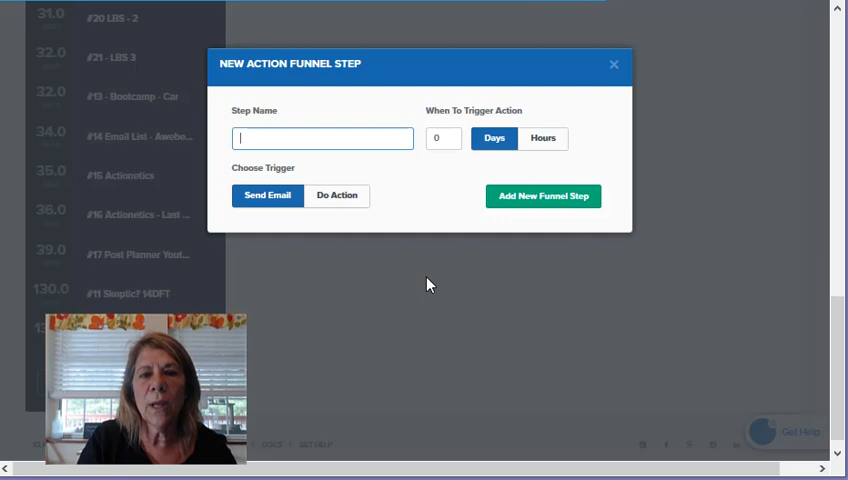 31.0
#20 LBS - 2
32.0
#21 - LBS 3
32.0
#13 - Bootcamp - Car
34.0
#14 Email List - Awebe...
35.0
#15 Actionetics
36.0
#16 Actionetics - Last ...
39.0
#17 Post Planner Yout...
130.0
#11 Skeptic? 14DFT
NEW ACTION FUNNEL STEP
×
Step Name
When To Trigger Action
0
Days
Hours
Choose Trigger
Send Email
Do Action
Add New Funnel Step
DOCS
GET HELP
Get Help